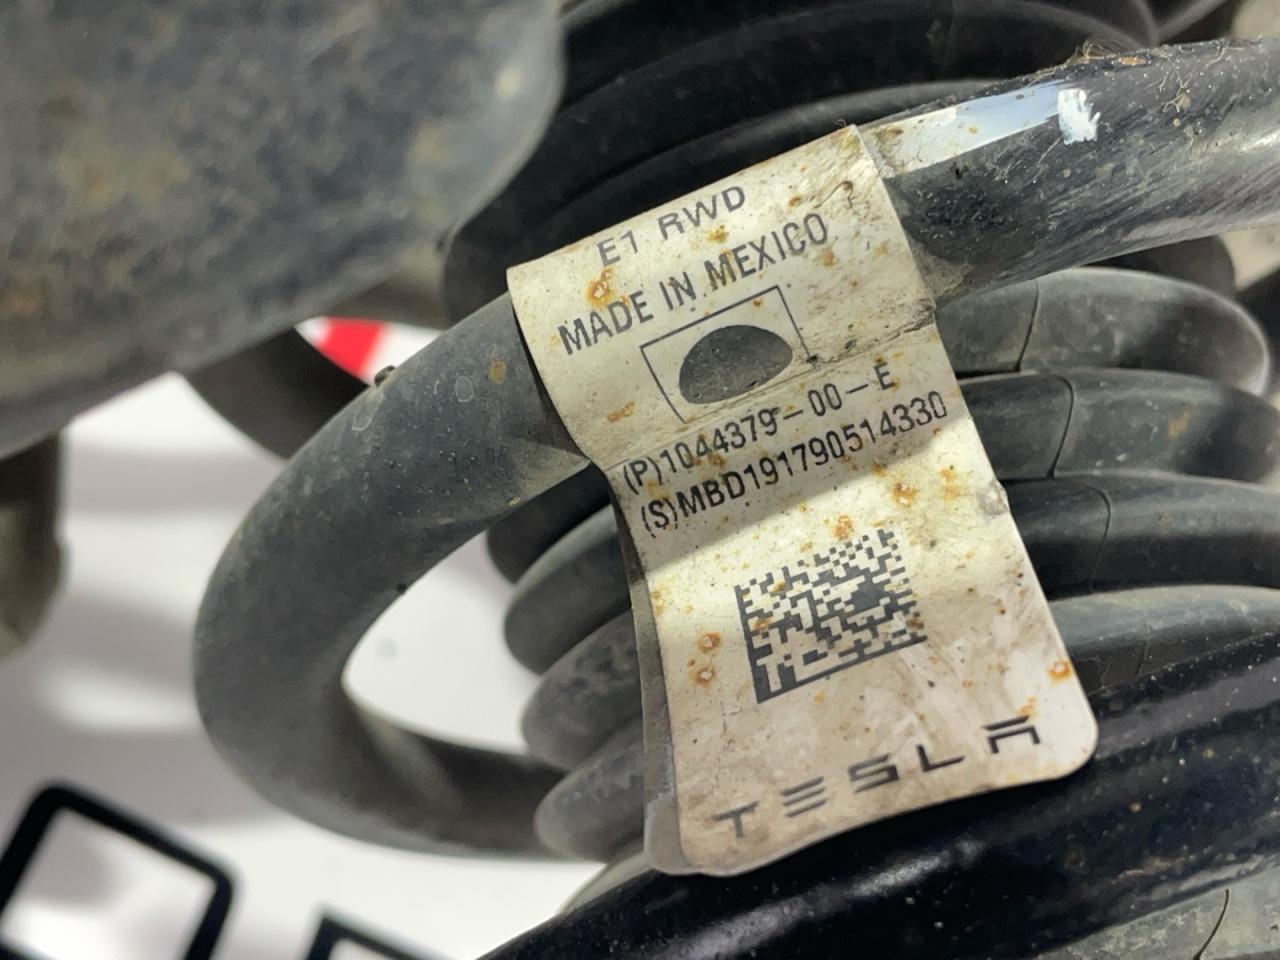 E1 RWD
MADE IN MEXICO
(P)1044379-00-E
(S)MBD191790514330
TESLA